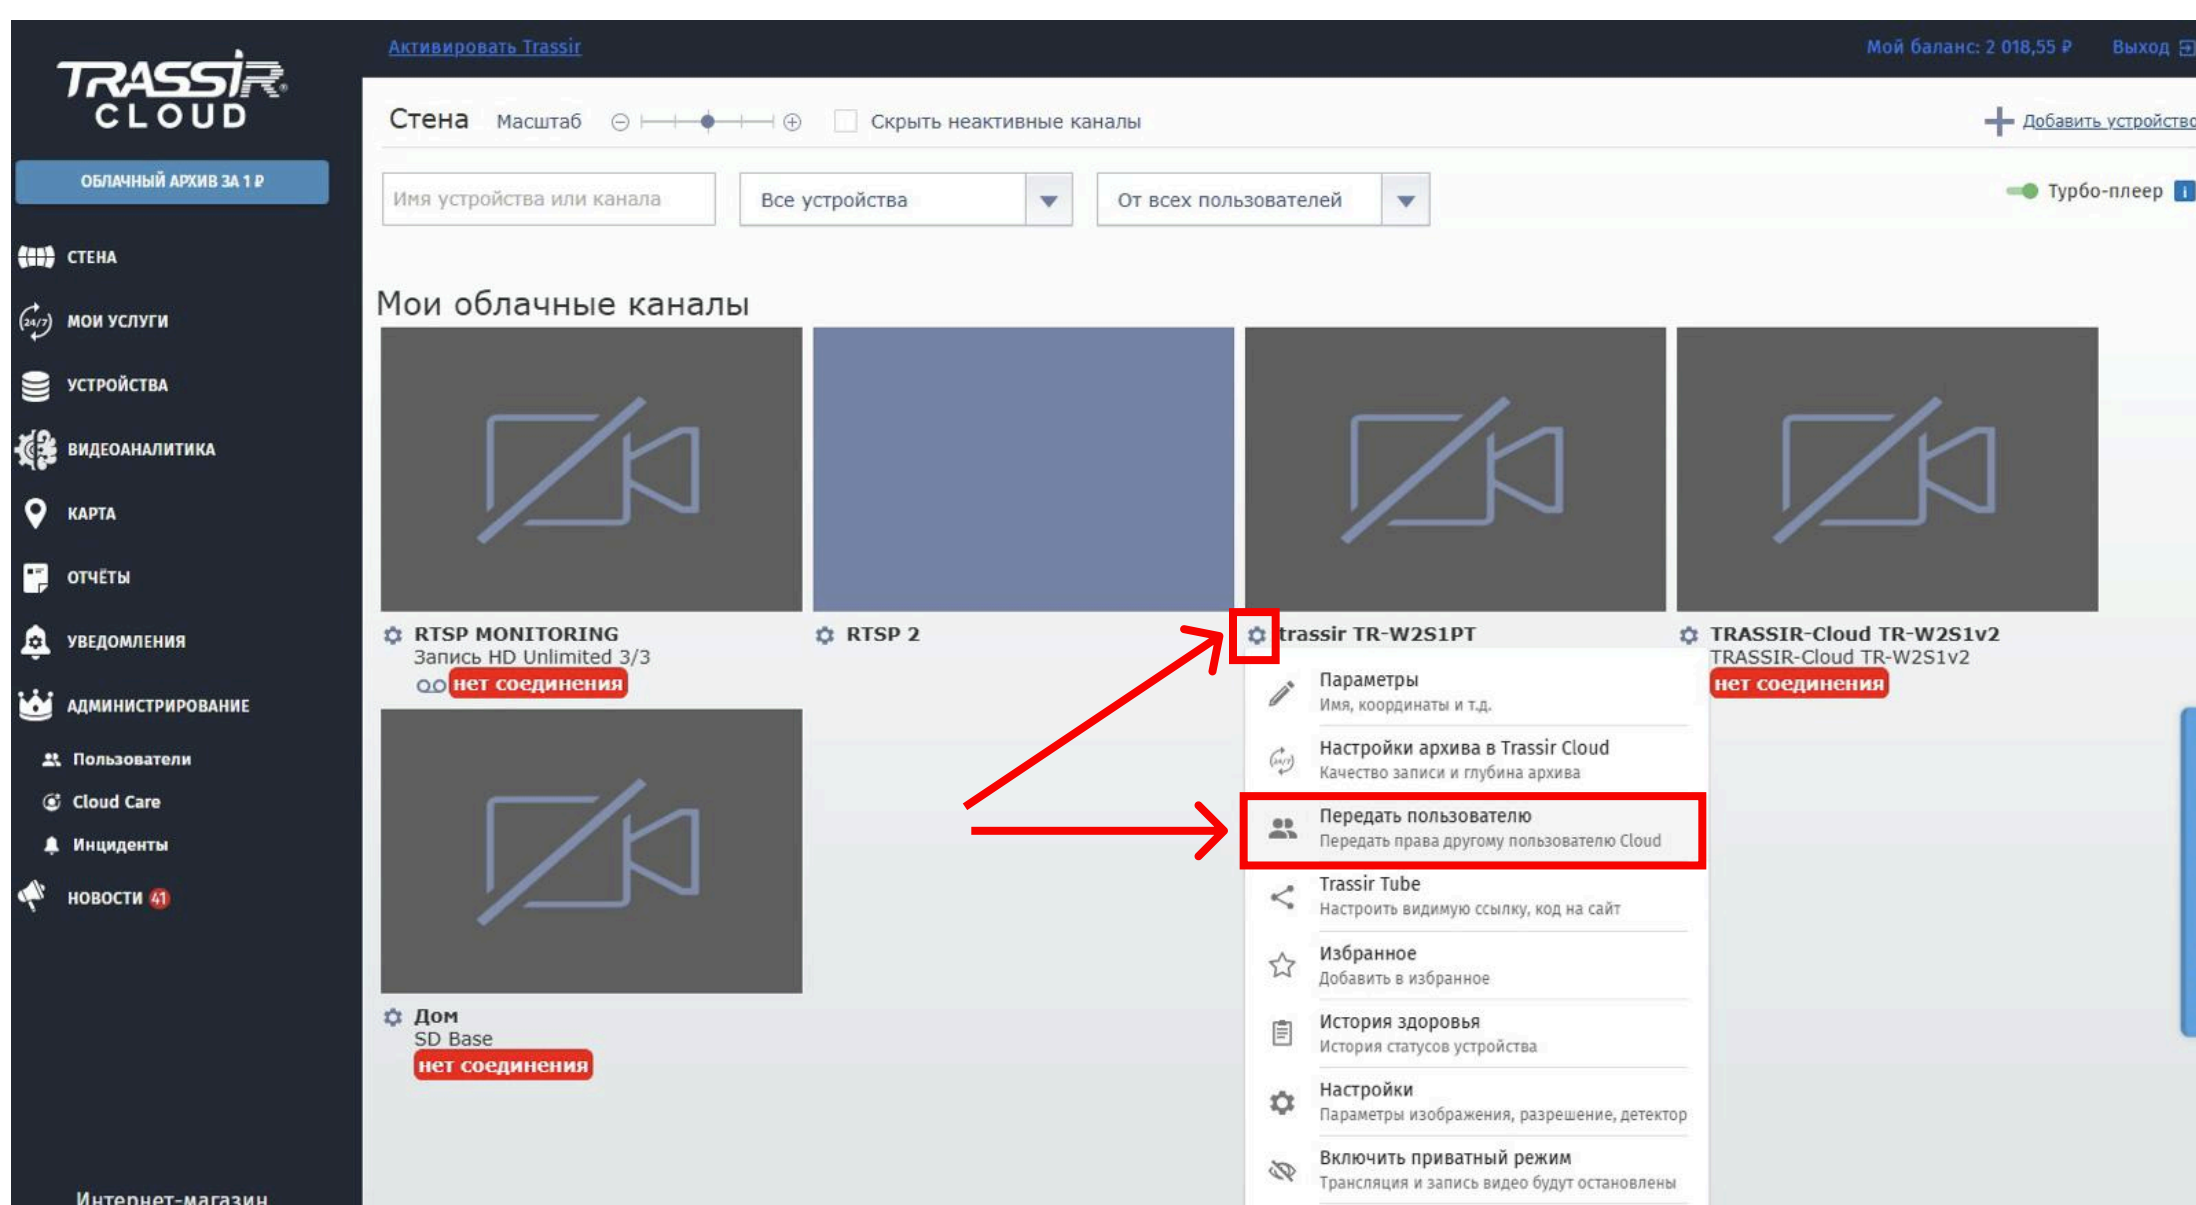 TRASSIR®
CLOUD
Активировать Trassir
Мой баланс: 2 018,55 ₽
Выход
Стена
Масштаб
Скрыть неактивные каналы
Добавить устройство
ОБЛАЧНЫЙ АРХИВ ЗА 1 ₽
Имя устройства или канала
Все устройства
От всех пользователей
Турбо-плеер
i
СТЕНА
24/7
МОИ УСЛУГИ
УСТРОЙСТВА
ВИДЕОАНАЛИТИКА
КАРТА
ОТЧЁТЫ
УВЕДОМЛЕНИЯ
АДМИНИСТРИРОВАНИЕ
Пользователи
Cloud Care
Инциденты
НОВОСТИ 41
Интернет-магазин
Мои облачные каналы
RTSP MONITORING
Запись HD Unlimited 3/3
нет соединения
RTSP 2
trassir TR-W2S1PT
TRASSIR-Cloud TR-W2S1v2
TRASSIR-Cloud TR-W2S1v2
нет соединения
Дом
SD Base
нет соединения
Параметры
Имя, координаты и т.д.
24/7
Настройки архива в Trassir Cloud
Качество записи и глубина архива
Передать пользователю
Передать права другому пользователю Cloud
Trassir Tube
Настроить видимую ссылку, код на сайт
Избранное
Добавить в избранное
История здоровья
История статусов устройства
Настройки
Параметры изображения, разрешение, детектор
Включить приватный режим
Трансляция и запись видео будут остановлены